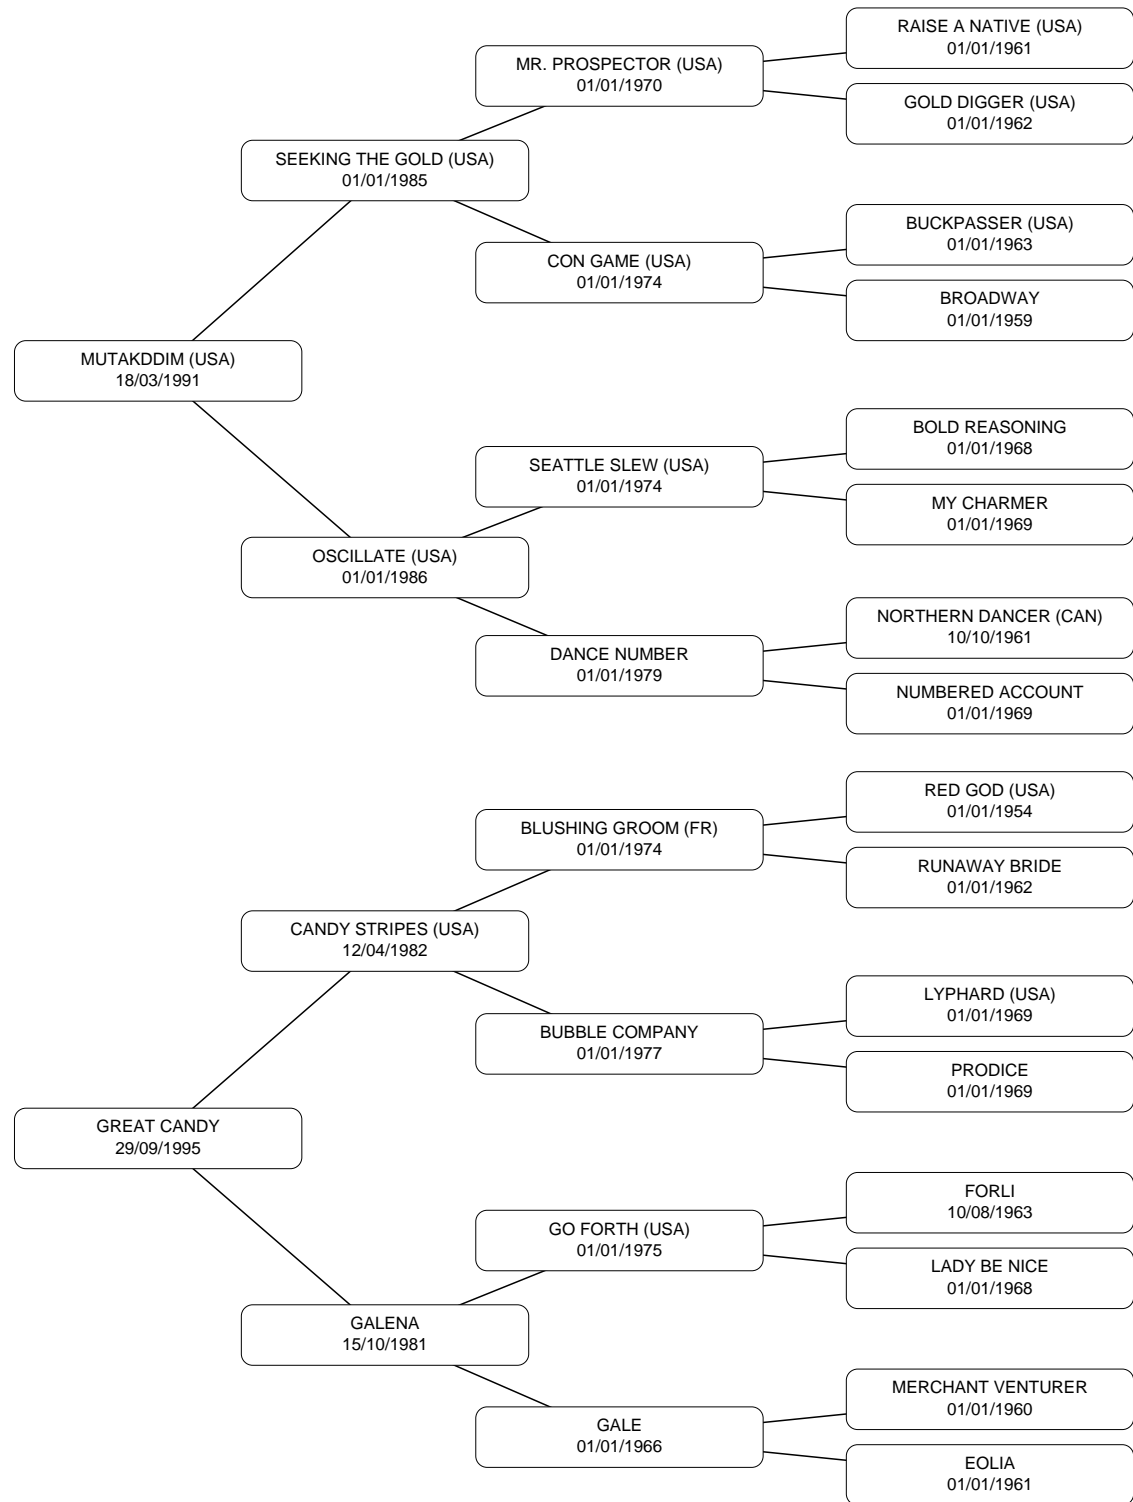 RAISE A NATIVE (USA)
01/01/1961
MR. PROSPECTOR (USA)
01/01/1970
GOLD DIGGER (USA)
01/01/1962
SEEKING THE GOLD (USA)
01/01/1985
BUCKPASSER (USA)
01/01/1963
CON GAME (USA)
01/01/1974
BROADWAY
01/01/1959
MUTAKDDIM (USA)
18/03/1991
BOLD REASONING
01/01/1968
SEATTLE SLEW (USA)
01/01/1974
MY CHARMER
01/01/1969
OSCILLATE (USA)
01/01/1986
NORTHERN DANCER (CAN)
10/10/1961
DANCE NUMBER
01/01/1979
NUMBERED ACCOUNT
01/01/1969
RED GOD (USA)
01/01/1954
BLUSHING GROOM (FR)
01/01/1974
RUNAWAY BRIDE
01/01/1962
CANDY STRIPES (USA)
12/04/1982
LYPHARD (USA)
01/01/1969
BUBBLE COMPANY
01/01/1977
PRODICE
01/01/1969
GREAT CANDY
29/09/1995
FORLI
10/08/1963
GO FORTH (USA)
01/01/1975
LADY BE NICE
01/01/1968
GALENA
15/10/1981
MERCHANT VENTURER
01/01/1960
GALE
01/01/1966
EOLIA
01/01/1961